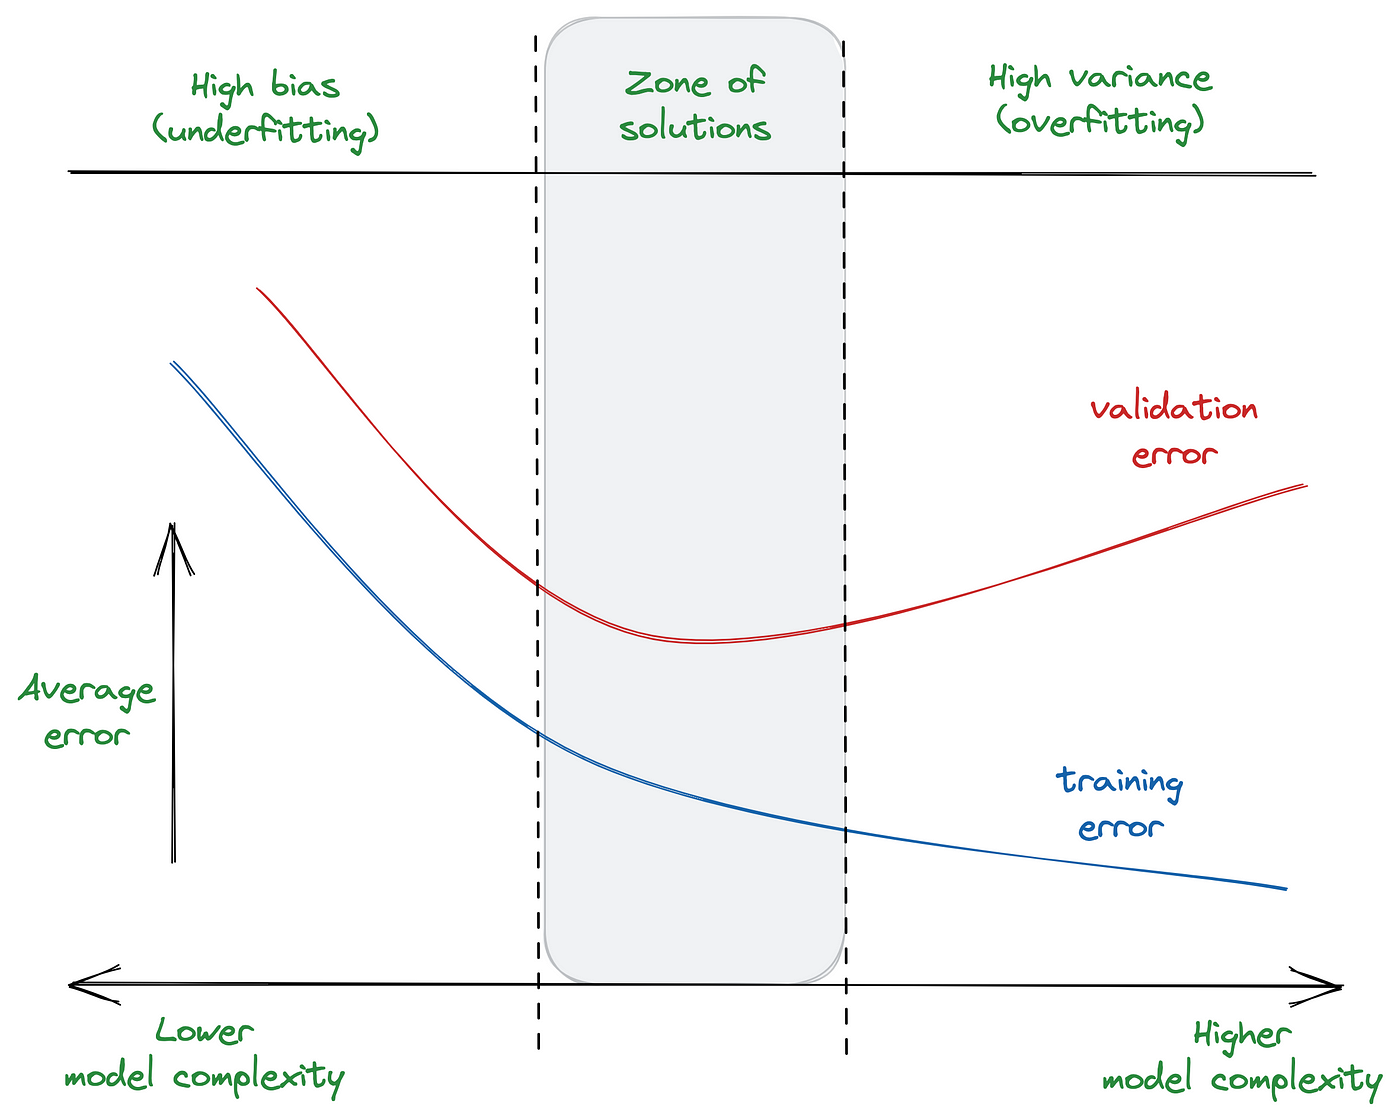 High bias
(underfitting)
Zone of
solutions
High variance
(overfitting)
validation
error
Average
error
training
error
Lower
model complexity
Higher
model complexity